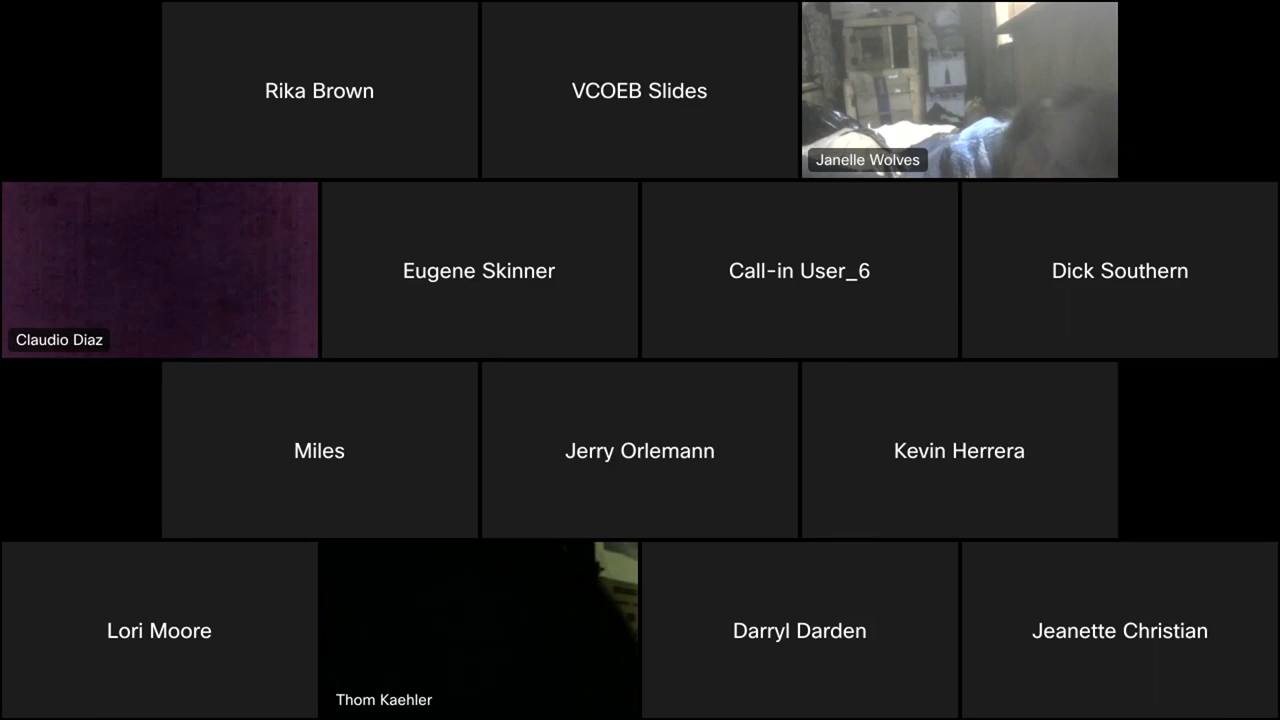 Rika Brown
VCOEB Slides
Janelle Wolves
Claudio Diaz
Eugene Skinner
Call-in User_6
Dick Southern
Miles
Jerry Orlemann
Kevin Herrera
Lori Moore
Thom Kaehler
Darryl Darden
Jeanette Christian